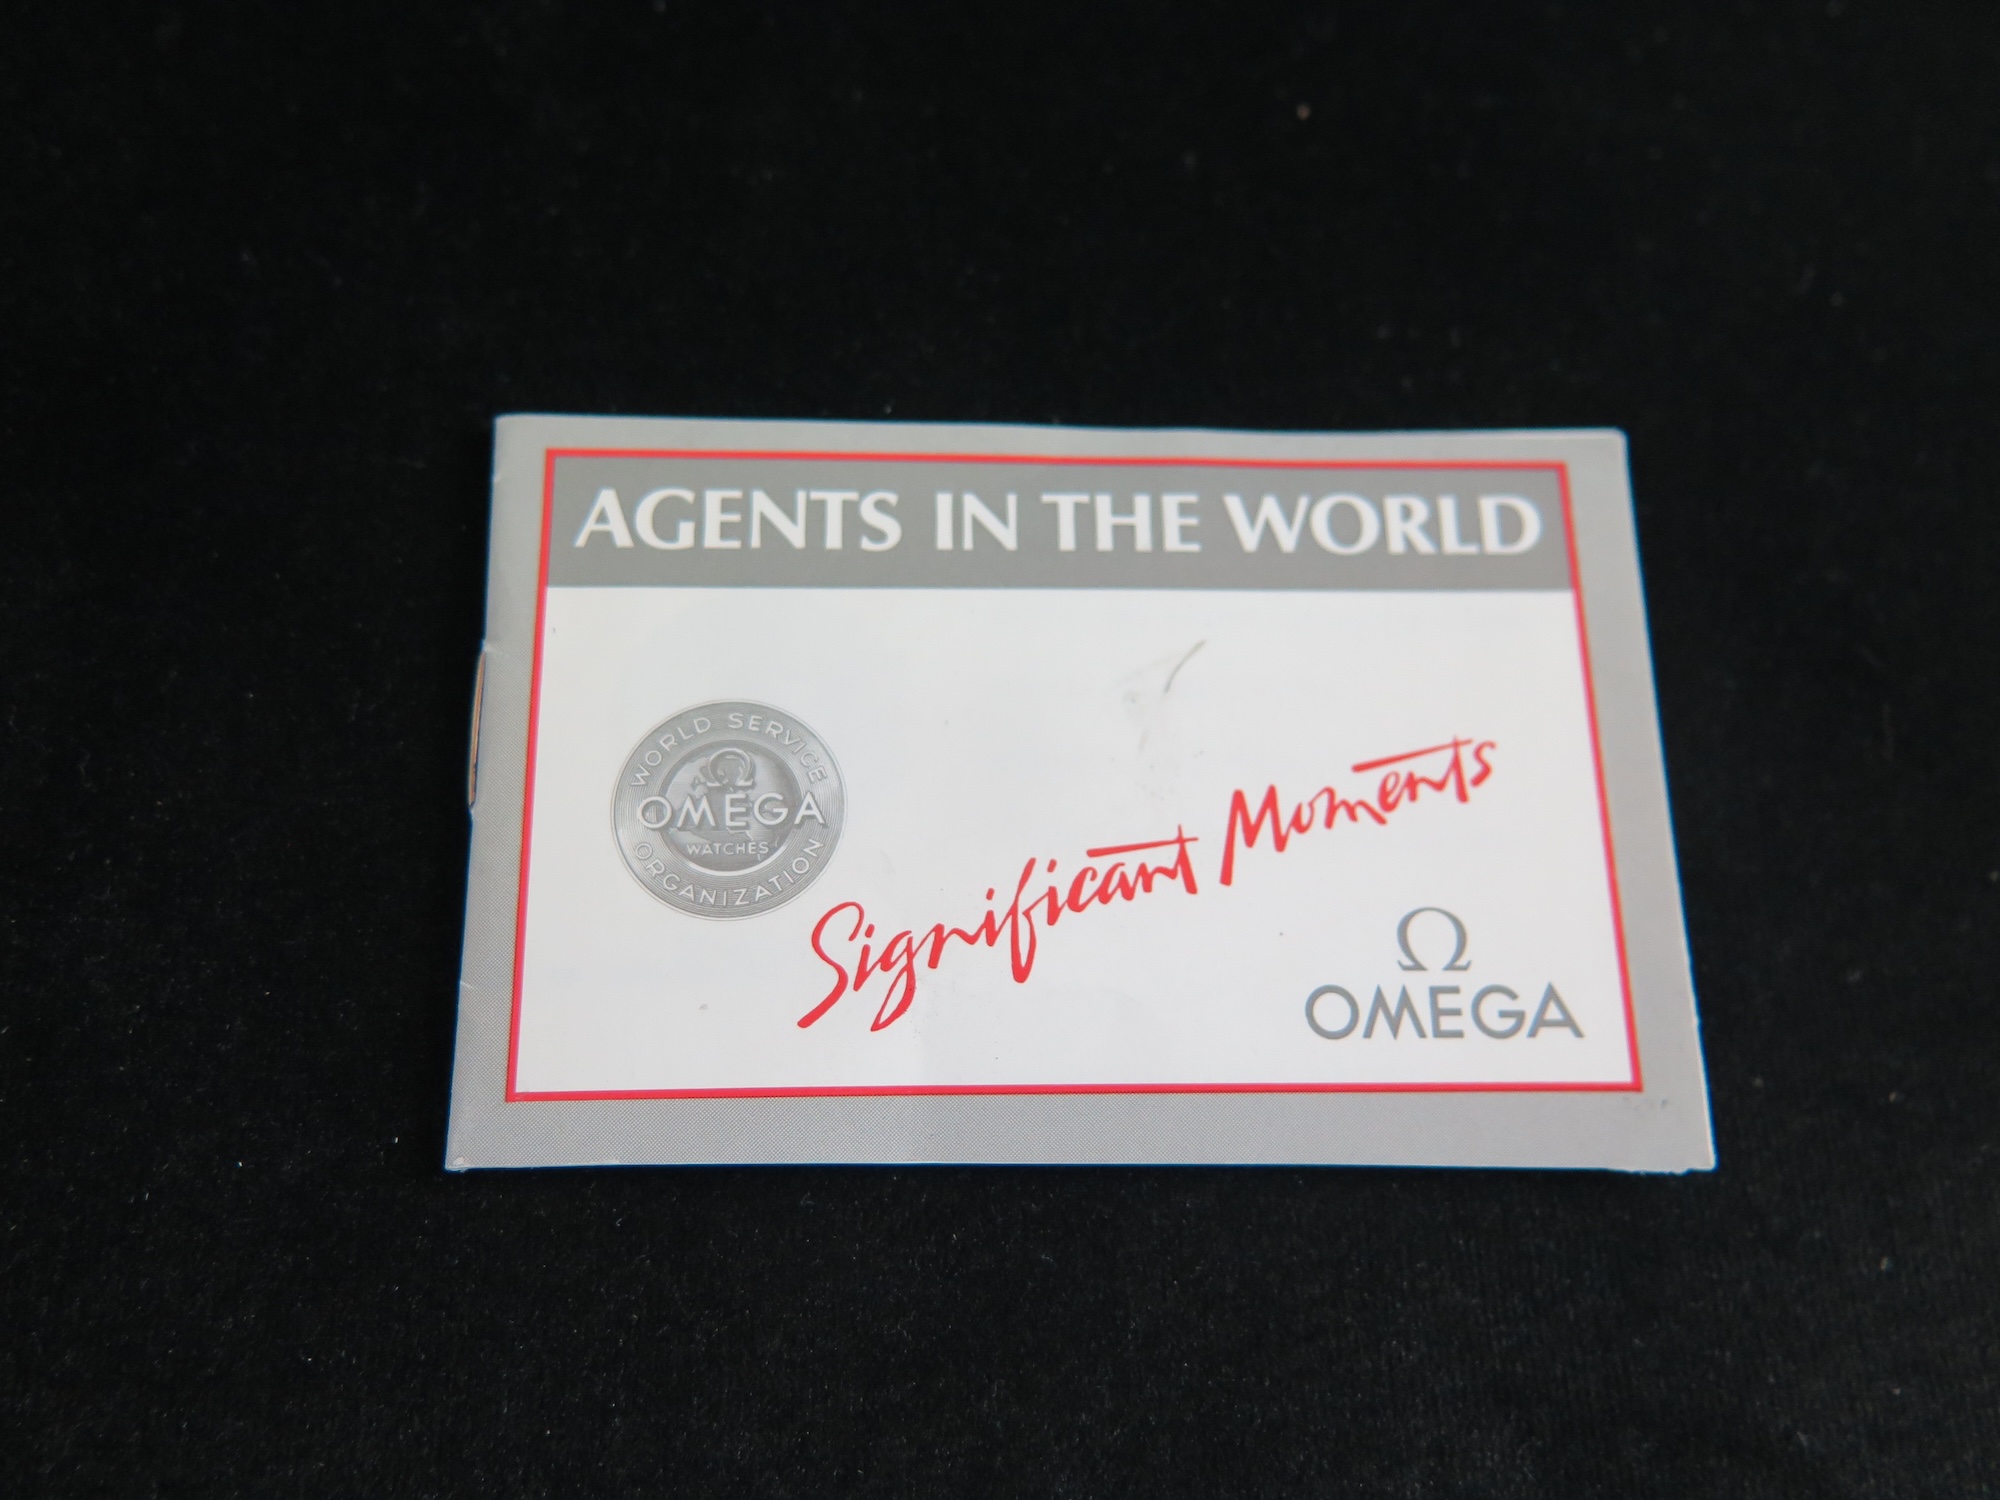 AGENTS IN THE WORLD
WORLD SERVICE
Ω
OMEGA
WATCHES
ORGANIZATION
Significant Moments
Ω
OMEGA